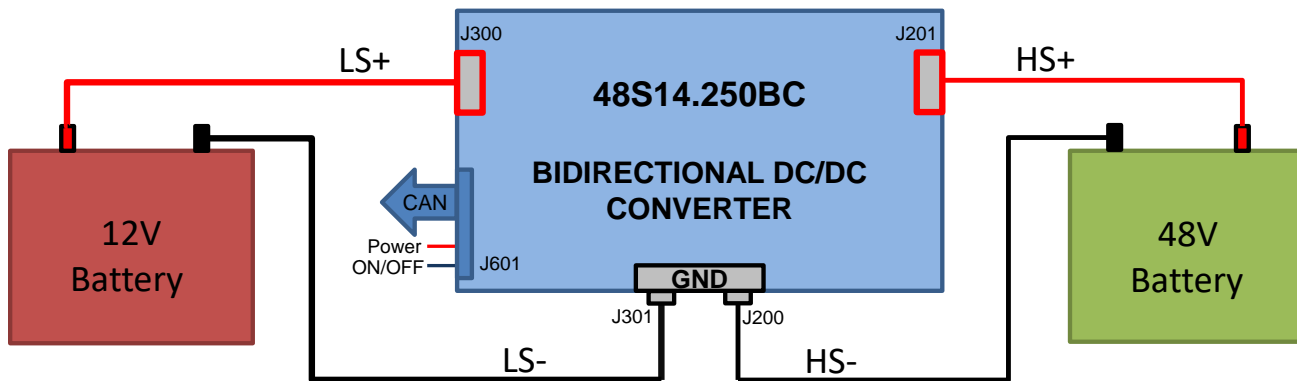 J300
J201
LS+
HS+
48S14.250BC
BIDIRECTIONAL DC/DC
CONVERTER
CAN
12V
Battery
48V
Battery
Power
ON/OFF
J601
GND
J301
J200
LS-
HS-